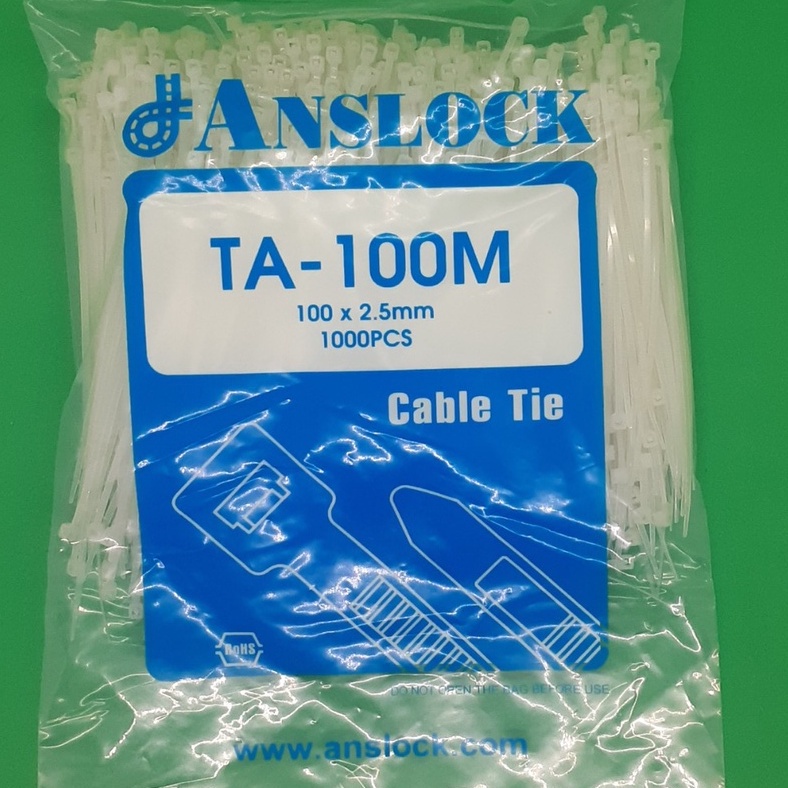 ANSLOCK
TA-100M
100 x 2.5mm
1000PCS
Cable Tie
RoHS
DO NOT OPEN THE BAG BEFORE USE
www.anslock.com